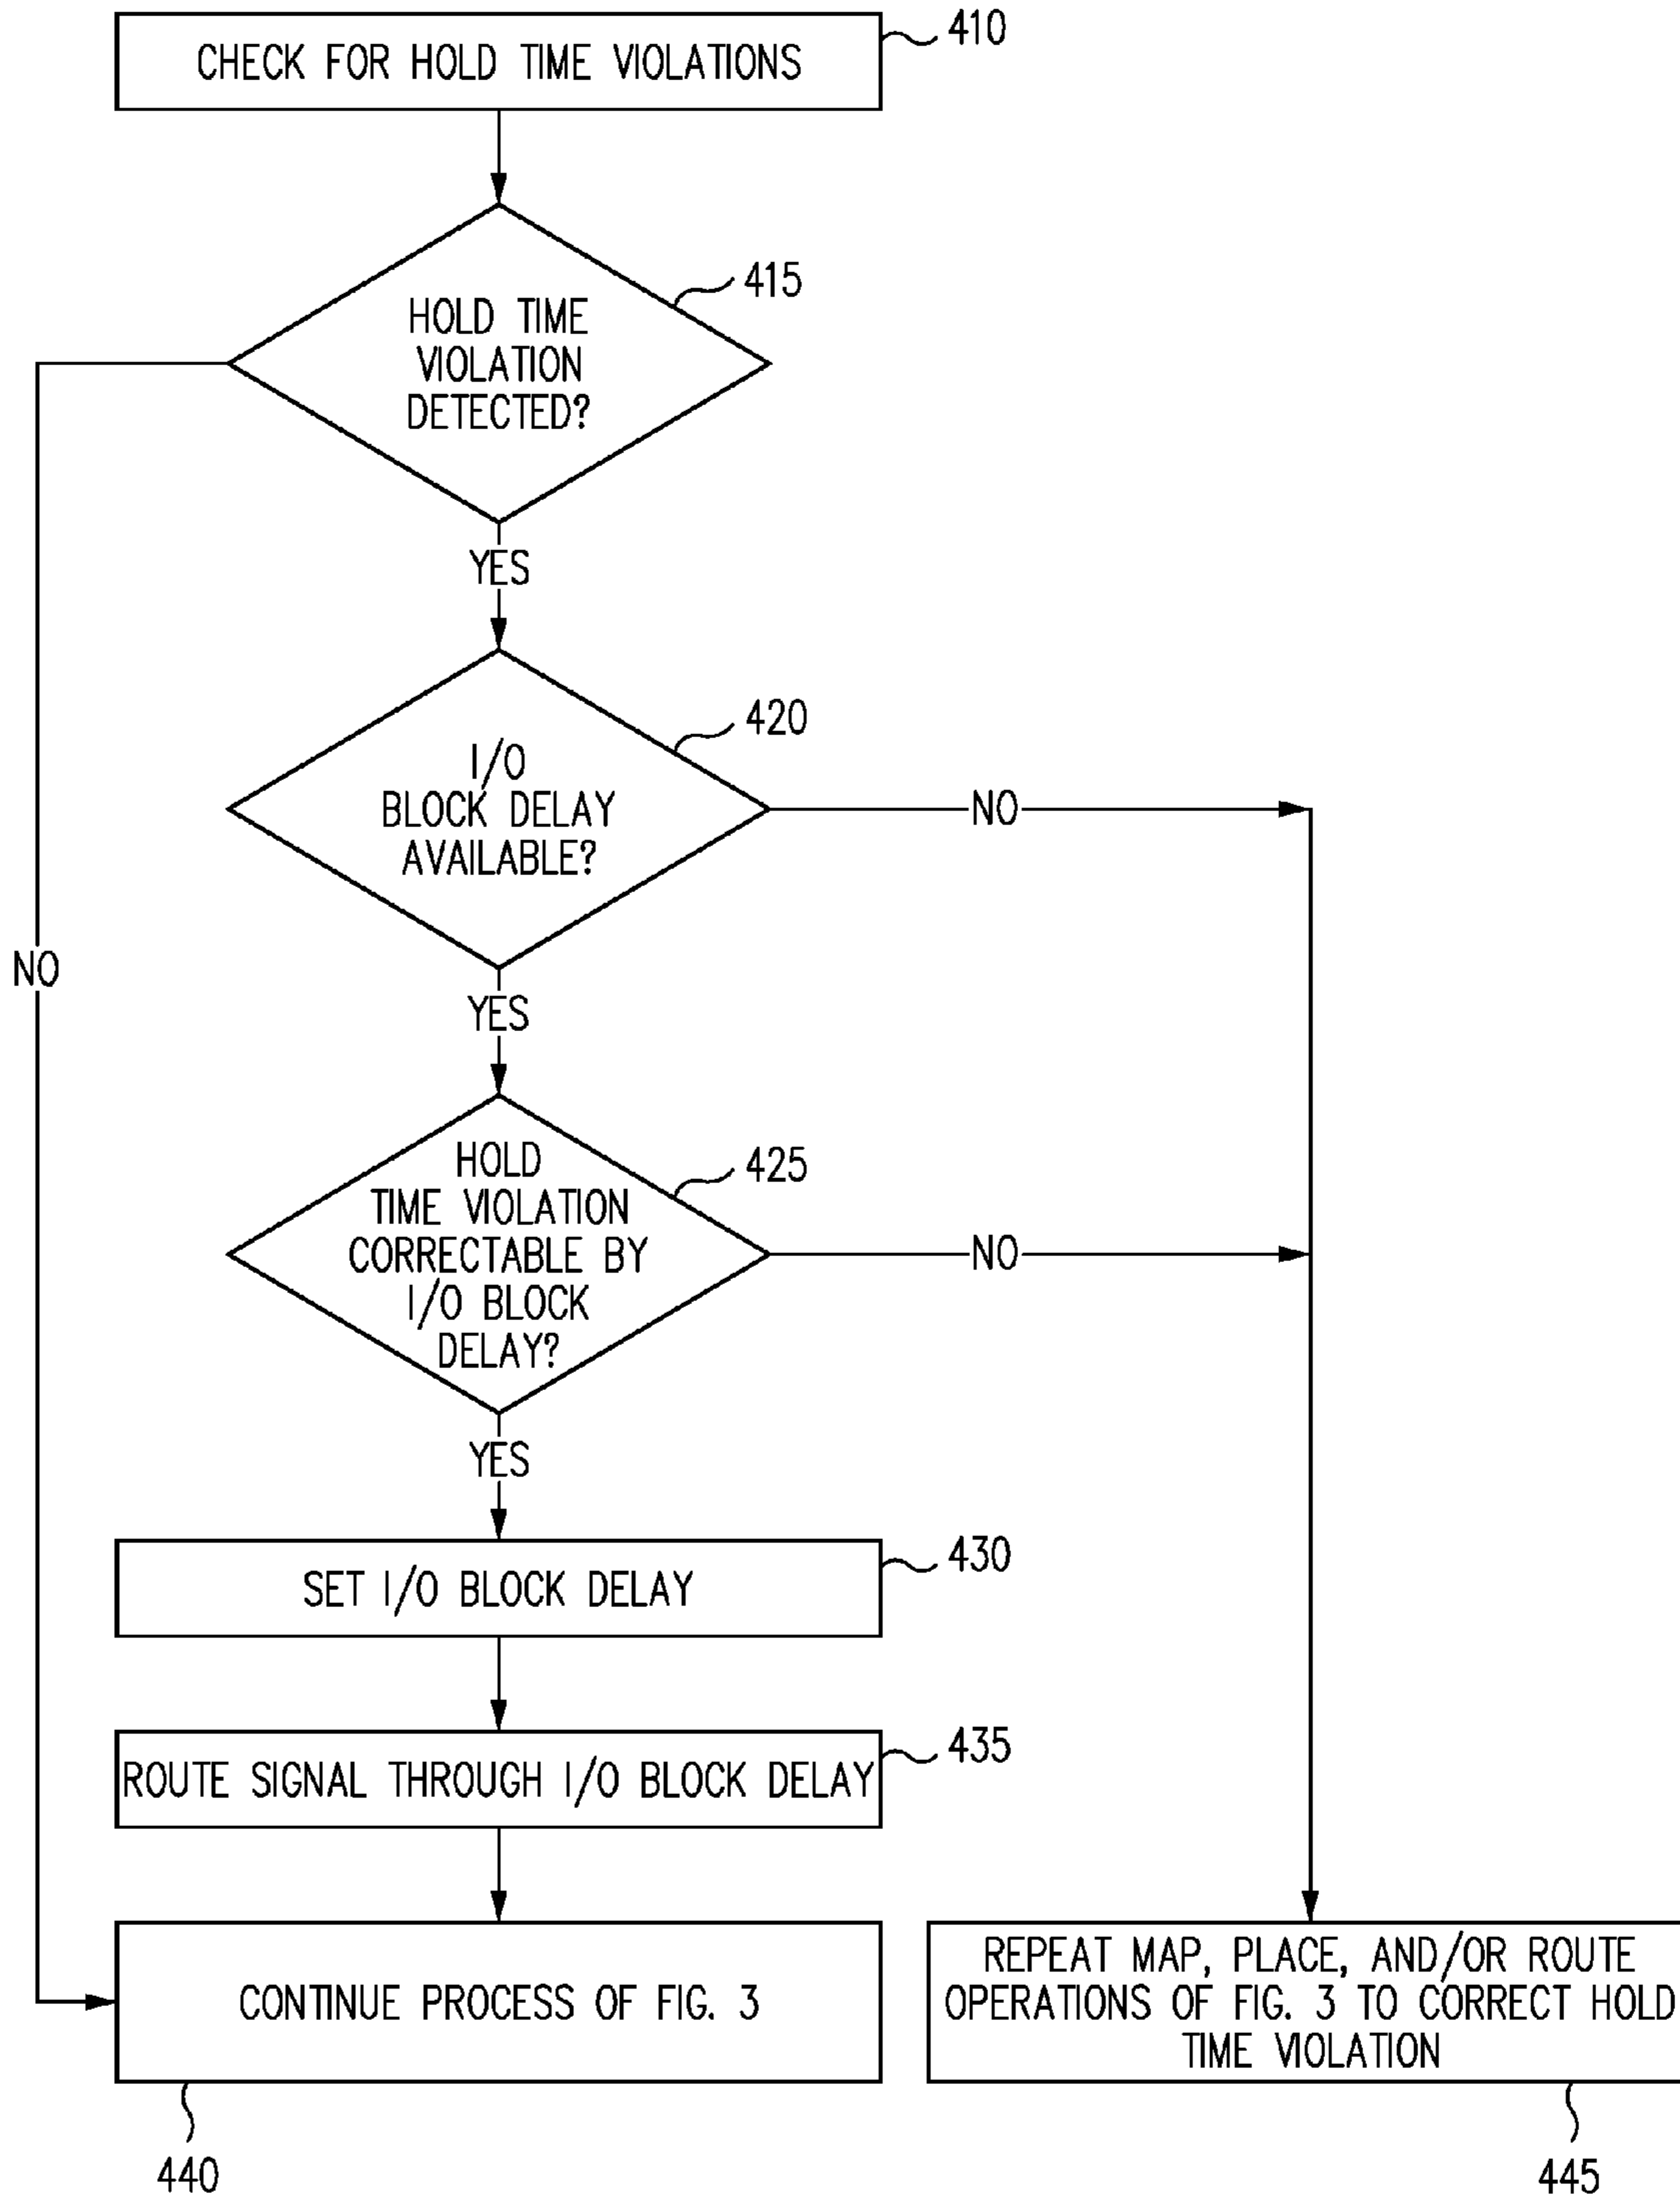 CHECK FOR HOLD TIME VIOLATIONS
410
HOLD TIME
VIOLATION
DETECTED?
415
YES
I/O
BLOCK DELAY
AVAILABLE?
420
NO
NO
YES
HOLD
TIME VIOLATION
CORRECTABLE BY
I/O BLOCK
DELAY?
425
NO
YES
SET I/O BLOCK DELAY
430
ROUTE SIGNAL THROUGH I/O BLOCK DELAY
435
CONTINUE PROCESS OF FIG. 3
440
REPEAT MAP, PLACE, AND/OR ROUTE
OPERATIONS OF FIG. 3 TO CORRECT HOLD
TIME VIOLATION
445